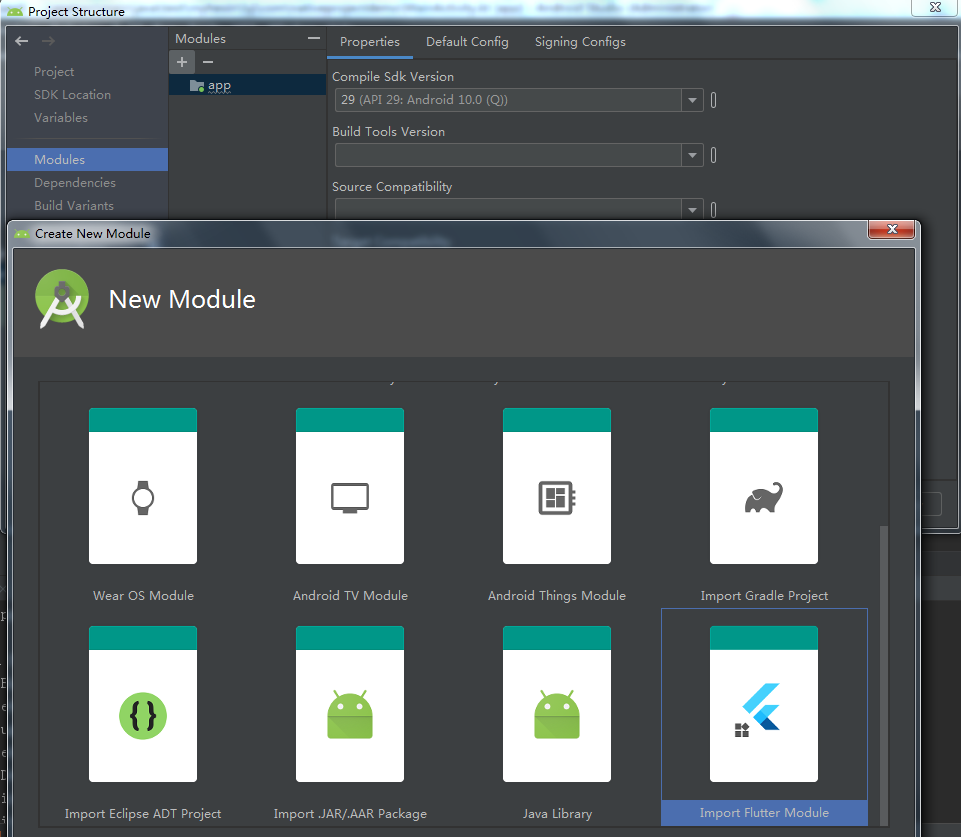 Project Structure
Project
SDK Location
Variables
Modules
Dependencies
Build Variants
Modules
app
Properties Default Config Signing Configs
Compile Sdk Version
29 (API 29: Android 10.0 (Q))
Build Tools Version
Source Compatibility
Create New Module
New Module
Wear OS Module
Android TV Module
Android Things Module
Import Gradle Project
Import Eclipse ADT Project
Import .JAR/.AAR Package
Java Library
Import Flutter Module